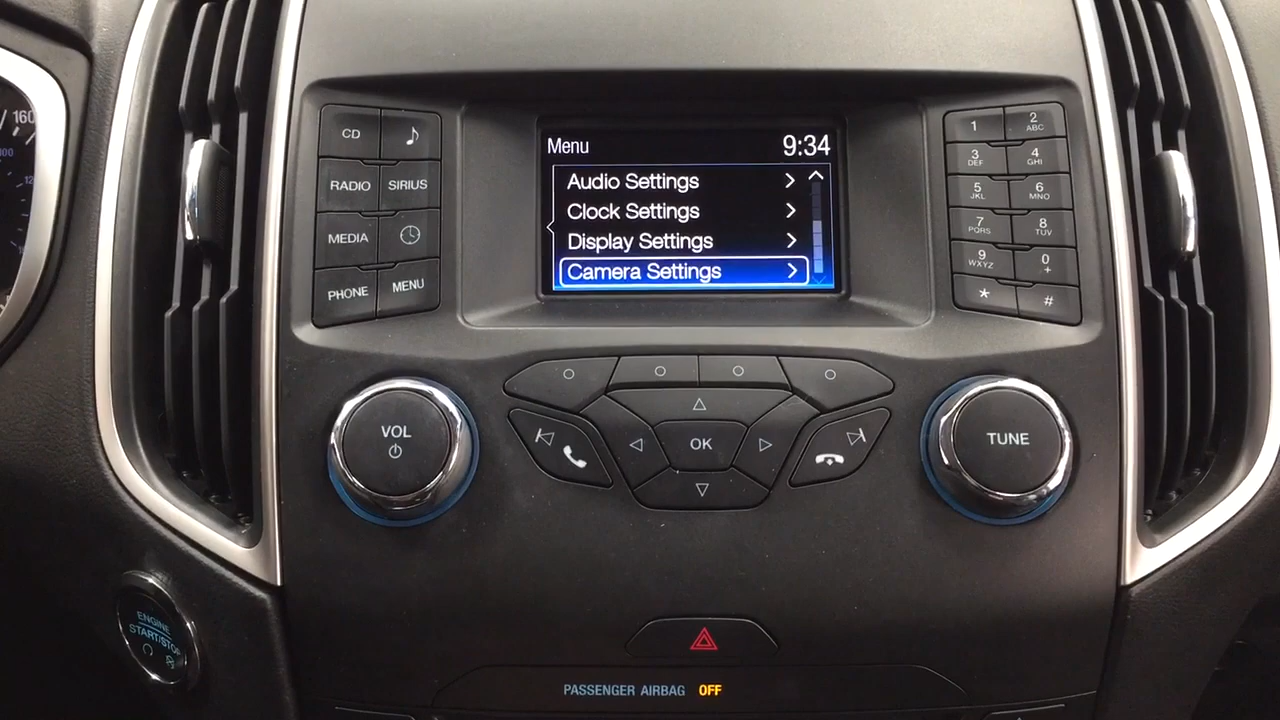 160
100
CD
RADIO SIRIUS
MEDIA
PHONE MENU
Menu 9:34
Audio Settings
Clock Settings
Display Settings
Camera Settings
1 2 ABC
3 DEF 4 GHI
5 JKL 6 MNO
7 PQRS 8 TUV
9 WXYZ 0 +
* #
VOL
OK
TUNE
ENGINE
START/STOP
PASSENGER AIRBAG OFF